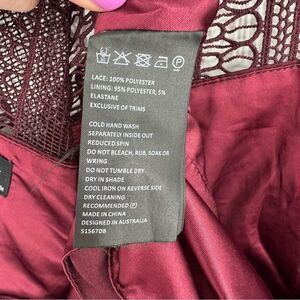 LACE: 100% POLYESTER
LINING: 95% POLYESTER, 5%
ELASTANE
EXCLUSIVE OF TRIMS
COLD HAND WASH
SEPARATELY INSIDE OUT
REDUCED SPIN
DO NOT BLEACH, RUB, SOAK OR
WRING
DO NOT TUMBLE DRY
DRY IN SHADE
COOL IRON ON REVERSE SIDE
DRY CLEANING
RECOMMENDED (P)
MADE IN CHINA
DESIGNED IN AUSTRALIA
S1567DB